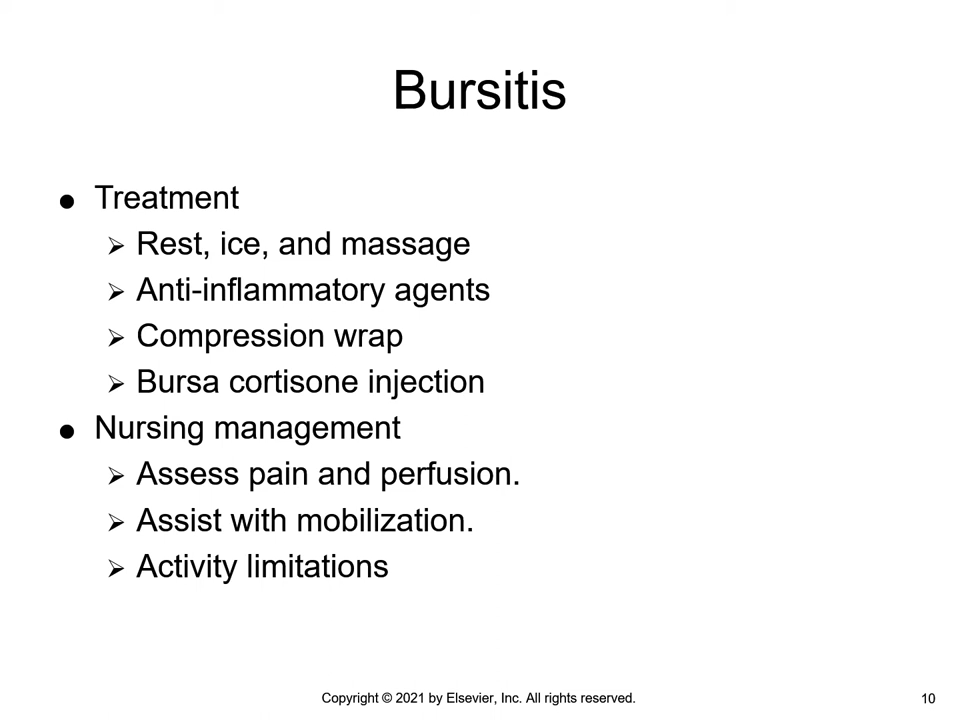 Bursitis
● Treatment
➢ Rest, ice, and massage
➢ Anti-inflammatory agents
➢ Compression wrap
➢ Bursa cortisone injection
● Nursing management
➢ Assess pain and perfusion.
➢ Assist with mobilization.
➢ Activity limitations
Copyright © 2021 by Elsevier, Inc. All rights reserved.
10